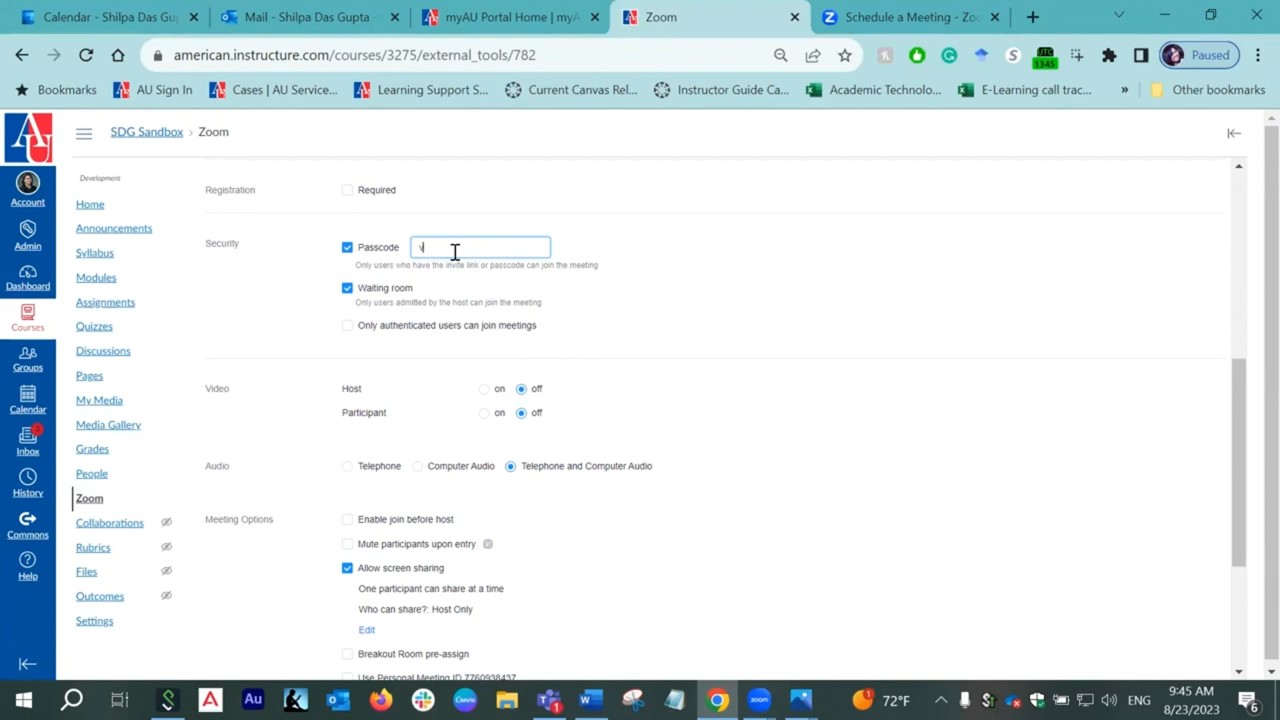 Calendar - Shilpa Das Gu
Mail - Shilpa Das Gupta -
myAU Portal Home | myA
Zoom
Schedule a Meeting - Zo
american.instructure.com/courses/3275/external_tools/782
UTC
1345
Paused
Bookmarks
AU Sign In
Cases | AU Service...
Learning Support S...
Current Canvas Rel...
Instructor Guide Ca...
Academic Technolo...
E-Learning call trac...
»
Other bookmarks
SDG Sandbox › Zoom
Account
Admin
Dashboard
Courses
Groups
Calendar
Inbox
History
Commons
Help
Development
Home
Announcements
Syllabus
Modules
Assignments
Quizzes
Discussions
Pages
My Media
Media Gallery
Grades
People
Zoom
Collaborations
Rubrics
Files
Outcomes
Settings
Registration
Required
Security
Passcode
Only users who have the invite link or passcode can join the meeting
Waiting room
Only users admitted by the host can join the meeting
Only authenticated users can join meetings
Video
Host
on
off
Participant
on
off
Audio
Telephone
Computer Audio
Telephone and Computer Audio
Meeting Options
Enable join before host
Mute participants upon entry
Allow screen sharing
One participant can share at a time
Who can share?: Host Only
Edit
Breakout Room pre-assign
Use Personal Meeting ID 7760938437
Au
Canva
zoom
1
72°F
ENG
9:45 AM
8/23/2023
6